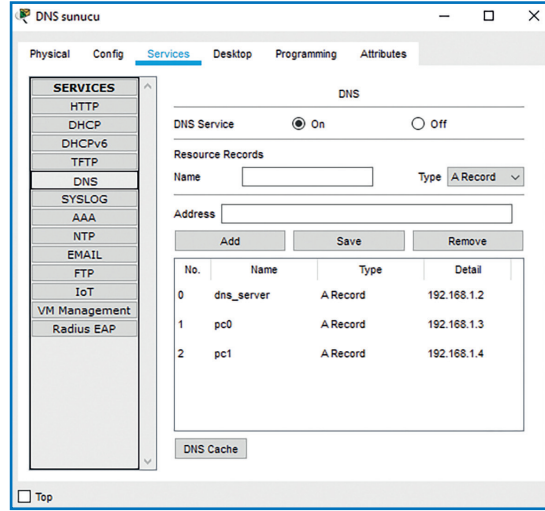 DNS sunucu
Physical Config Services Desktop Programming Attributes
SERVICES
HTTP
DHCP
DHCPv6
TFTP
DNS
SYSLOG
AAA
NTP
EMAIL
FTP
IoT
VM Management
Radius EAP
DNS
DNS Service On Off
Resource Records
Name Type A Record
Address
Add Save Remove
No. Name Type Detail
0 dns_server A Record 192.168.1.2
1 pc0 A Record 192.168.1.3
2 pc1 A Record 192.168.1.4
DNS Cache
Top